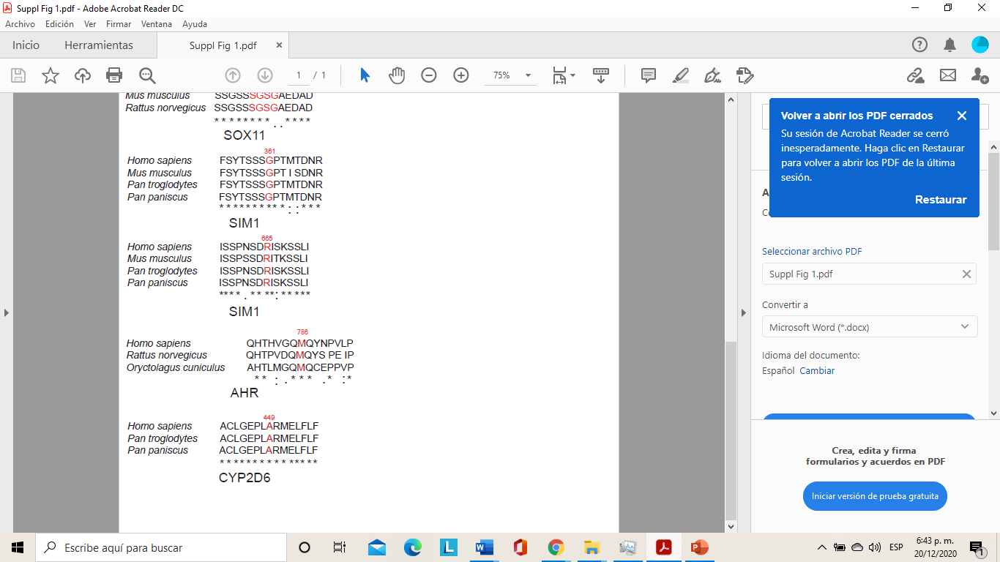 Suppl Fig 1.pdf - Adobe Acrobat Reader DC
Archivo Edición Ver Firmar Ventana Ayuda
Inicio Herramientas Suppl Fig 1.pdf ×
1 / 1 75%
Mus musculus SSGSSSGSGAEDAD
Rattus norvegicus SSGSSSGSGAEDAD
* * * * * * * * . . * * * *
SOX11
361
Homo sapiens FSYTSSSGPTMTDNR
Mus musculus FSYTSSSGPT I SDNR
Pan troglodytes FSYTSSSGPTMTDNR
Pan paniscus FSYTSSSGPTMTDNR
* * * * * * * * * * : : * * *
SIM1
665
Homo sapiens ISSPNSDRISKSSLI
Mus musculus ISSPSSDRITKSSLI
Pan troglodytes ISSPNSDRISKSSLI
Pan paniscus ISSPNSDRISKSSLI
** * * . * * ** : * * * * *
SIM1
786
Homo sapiens QHTHVGQMQYNPVLP
Rattus norvegicus QHTPVDQMQYS PE IP
Oryctolagus cuniculus AHTLMGQMQCEPPVP
* * : . * * * . * : *
AHR
449
Homo sapiens ACLGEPLARMELFLF
Pan troglodytes ACLGEPLARMELFLF
Pan paniscus ACLGEPLARMELFLF
* * * * * * * * * * *** * *
CYP2D6
Volver a abrir los PDF cerrados
Su sesión de Acrobat Reader se cerró
inesperadamente. Haga clic en Restaurar
para volver a abrir los PDF de la última
sesión.
Restaurar
A
Co
Seleccionar archivo PDF
Suppl Fig 1.pdf
Convertir a
Microsoft Word (*.docx)
Idioma del documento:
Español Cambiar
Crea, edita y firma
formularios y acuerdos en PDF
Iniciar versión de prueba gratuita
Escribe aquí para buscar
L
ESP
6:43 p. m.
20/12/2020
1